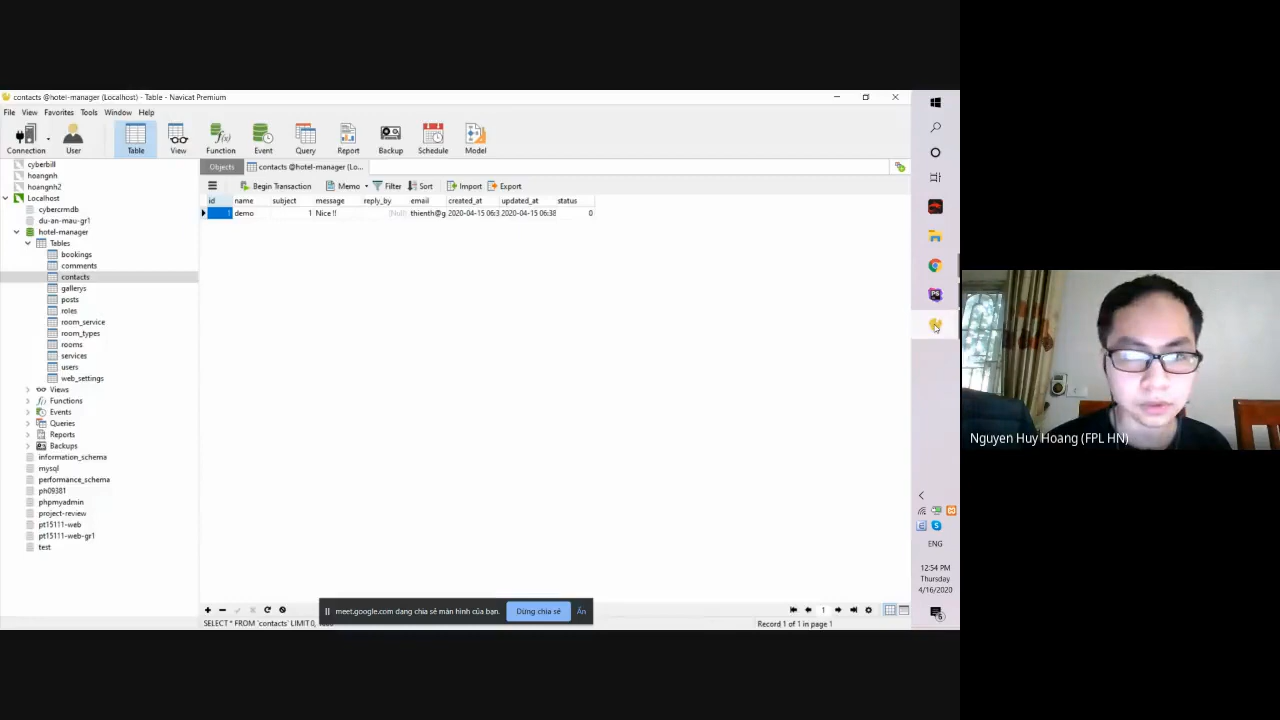 contacts @hotel-manager (Localhost) - Table - Navicat Premium
File View Favorites Tools Window Help
Connection User Table View Function Event Query Report Backup Schedule Model
cyberbill
hoangnh
hoangnh2
Localhost
cybercrmdb
du-an-mau-gr1
hotel-manager
Tables
bookings
comments
contacts
gallerys
posts
roles
room_service
room_types
rooms
services
users
web_settings
Views
Functions
Events
Queries
Reports
Backups
information_schema
mysql
performance_schema
ph09381
phpmyadmin
project-review
pt15111-web
pt15111-web-gr1
test
Objects contacts @hotel-manager (Lo...
Begin Transaction Memo Filter Sort Import Export
id name subject message reply_by email created_at updated_at status
1 demo 1 Nice !! (Null) thienth@g 2020-04-15 06:3 2020-04-15 06:38 0
meet.google.com đang chia sẻ màn hình của bạn. Dừng chia sẻ Ẩn
1
SELECT * FROM `contacts` LIMIT 0,
Record 1 of 1 in page 1
PS
ENG
12:54 PM
Thursday
4/16/2020
Nguyen Huy Hoang (FPL HN)